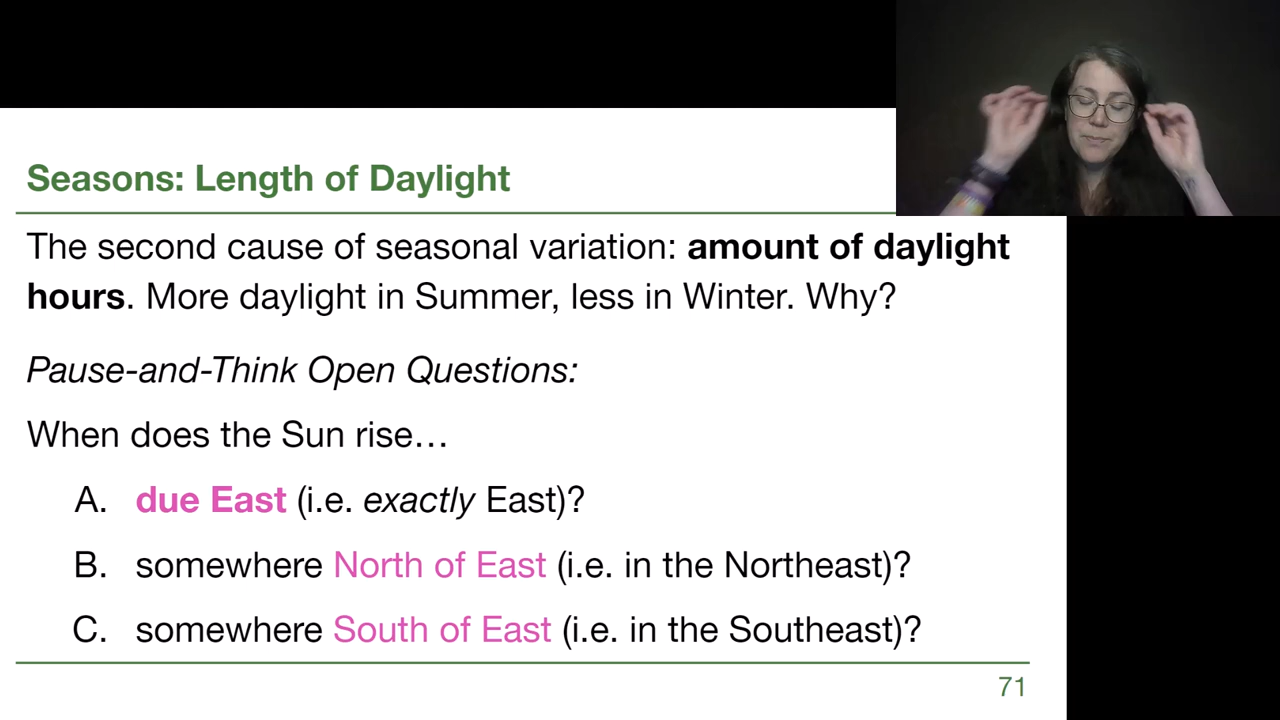 Seasons: Length of Daylight
The second cause of seasonal variation: amount of daylight
hours. More daylight in Summer, less in Winter. Why?
Pause-and-Think Open Questions:
When does the Sun rise…
A. due East (i.e. exactly East)?
B. somewhere North of East (i.e. in the Northeast)?
C. somewhere South of East (i.e. in the Southeast)?
71